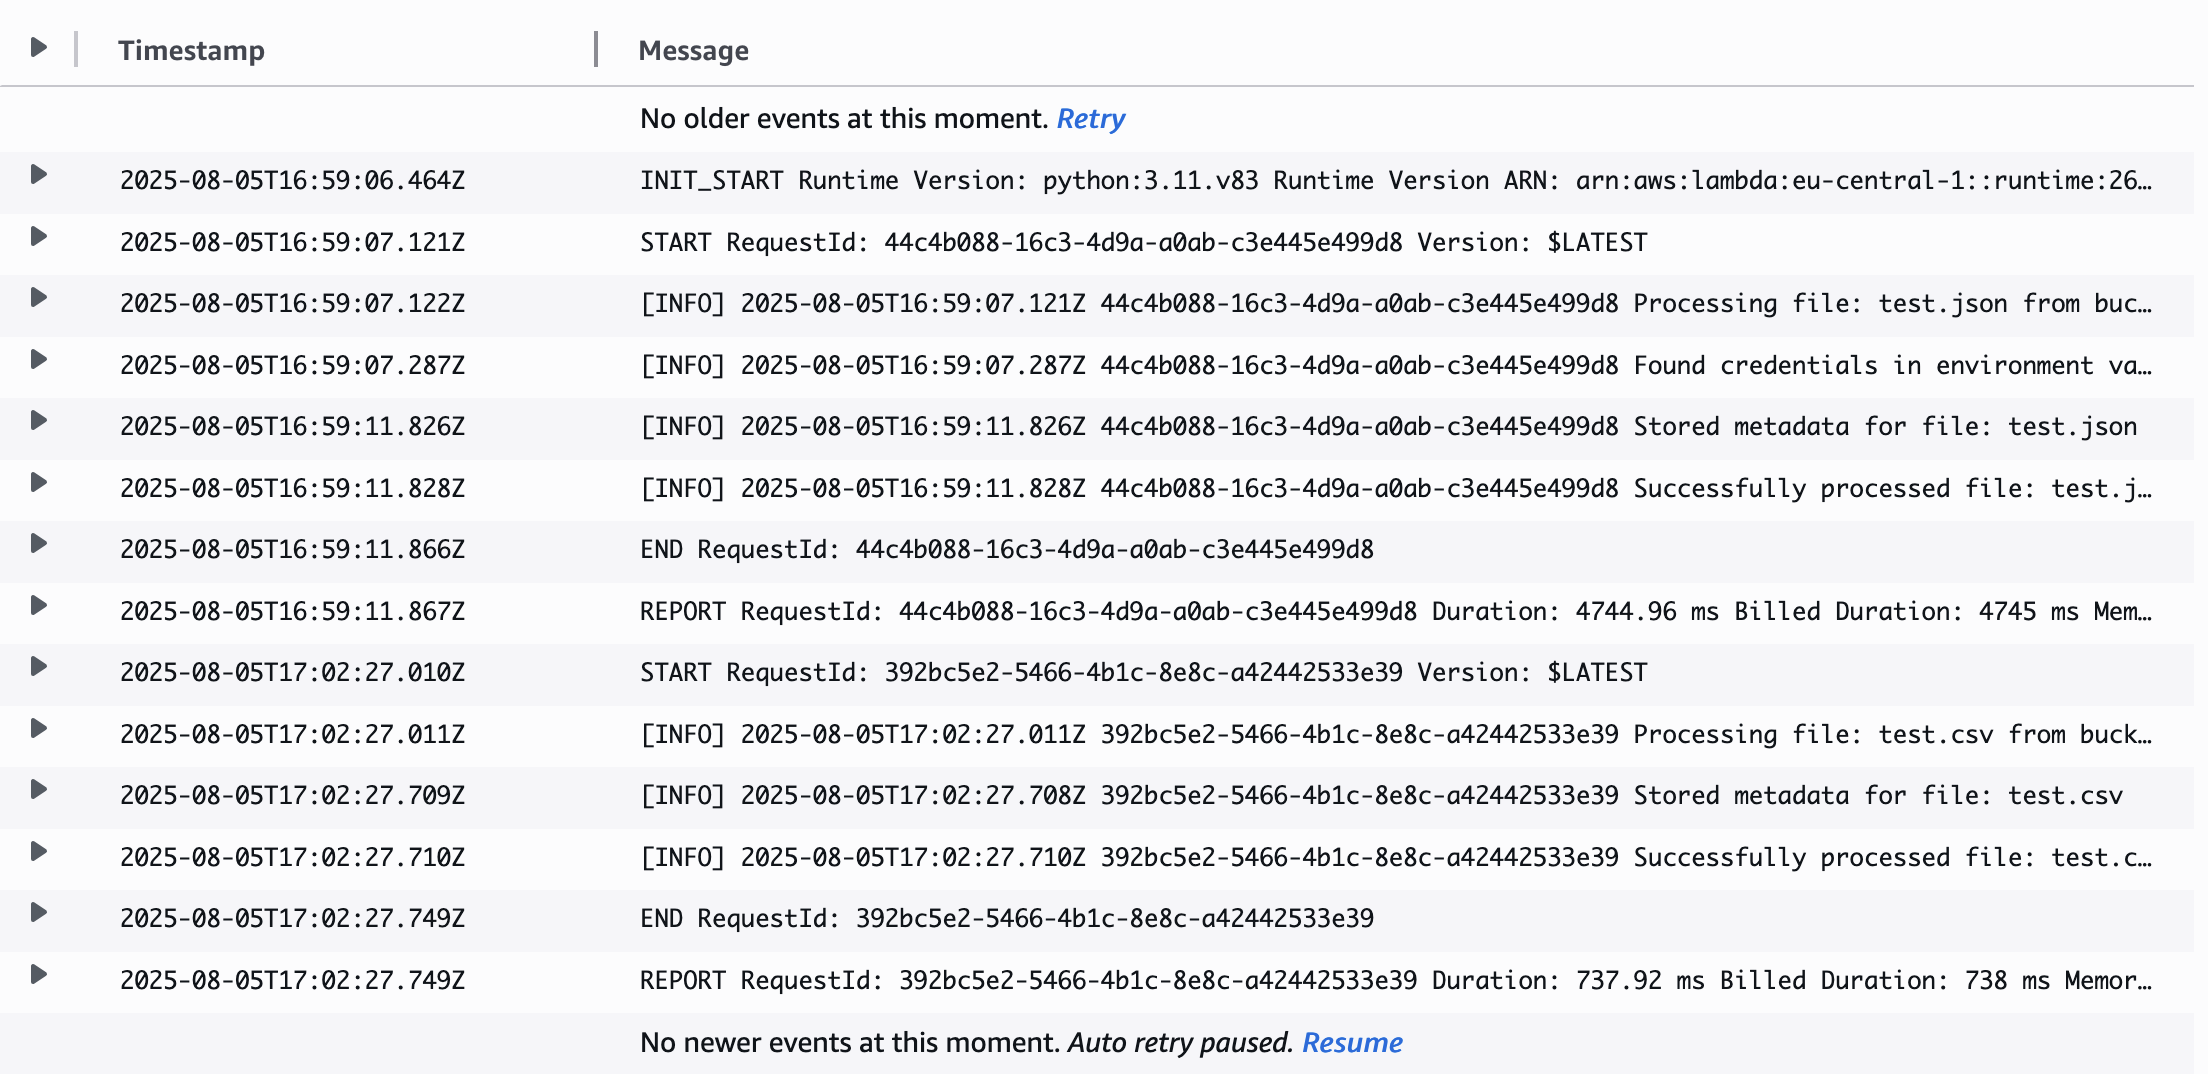 Timestamp Message
No older events at this moment. Retry
2025-08-05T16:59:06.464Z INIT_START Runtime Version: python:3.11.v83 Runtime Version ARN: arn:aws:lambda:eu-central-1::runtime:26…
2025-08-05T16:59:07.121Z START RequestId: 44c4b088-16c3-4d9a-a0ab-c3e445e499d8 Version: $LATEST
2025-08-05T16:59:07.122Z [INFO] 2025-08-05T16:59:07.121Z 44c4b088-16c3-4d9a-a0ab-c3e445e499d8 Processing file: test.json from buc…
2025-08-05T16:59:07.287Z [INFO] 2025-08-05T16:59:07.287Z 44c4b088-16c3-4d9a-a0ab-c3e445e499d8 Found credentials in environment va…
2025-08-05T16:59:11.826Z [INFO] 2025-08-05T16:59:11.826Z 44c4b088-16c3-4d9a-a0ab-c3e445e499d8 Stored metadata for file: test.json
2025-08-05T16:59:11.828Z [INFO] 2025-08-05T16:59:11.828Z 44c4b088-16c3-4d9a-a0ab-c3e445e499d8 Successfully processed file: test.j…
2025-08-05T16:59:11.866Z END RequestId: 44c4b088-16c3-4d9a-a0ab-c3e445e499d8
2025-08-05T16:59:11.867Z REPORT RequestId: 44c4b088-16c3-4d9a-a0ab-c3e445e499d8 Duration: 4744.96 ms Billed Duration: 4745 ms Mem…
2025-08-05T17:02:27.010Z START RequestId: 392bc5e2-5466-4b1c-8e8c-a42442533e39 Version: $LATEST
2025-08-05T17:02:27.011Z [INFO] 2025-08-05T17:02:27.011Z 392bc5e2-5466-4b1c-8e8c-a42442533e39 Processing file: test.csv from buck…
2025-08-05T17:02:27.709Z [INFO] 2025-08-05T17:02:27.708Z 392bc5e2-5466-4b1c-8e8c-a42442533e39 Stored metadata for file: test.csv
2025-08-05T17:02:27.710Z [INFO] 2025-08-05T17:02:27.710Z 392bc5e2-5466-4b1c-8e8c-a42442533e39 Successfully processed file: test.c…
2025-08-05T17:02:27.749Z END RequestId: 392bc5e2-5466-4b1c-8e8c-a42442533e39
2025-08-05T17:02:27.749Z REPORT RequestId: 392bc5e2-5466-4b1c-8e8c-a42442533e39 Duration: 737.92 ms Billed Duration: 738 ms Memor…
No newer events at this moment. Auto retry paused. Resume